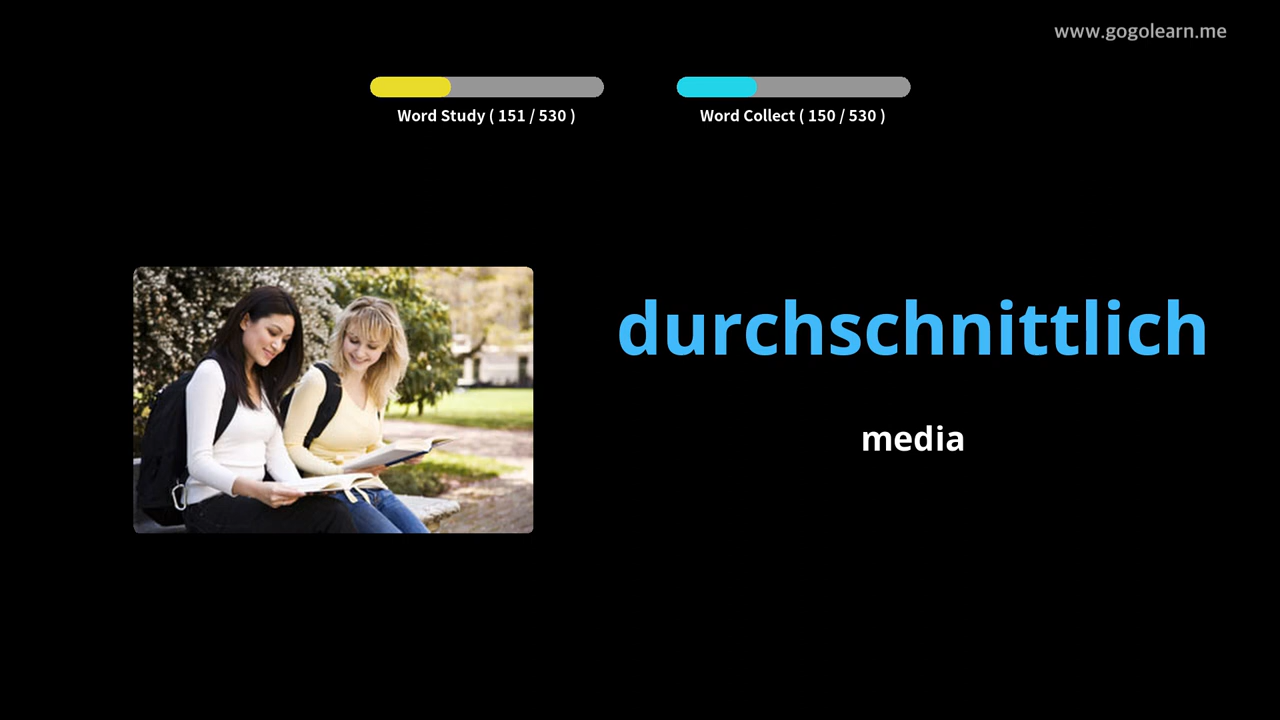 www.gogolearn.me
Word Study ( 151 / 530 )
Word Collect ( 150 / 530 )
durchschnittlich
media